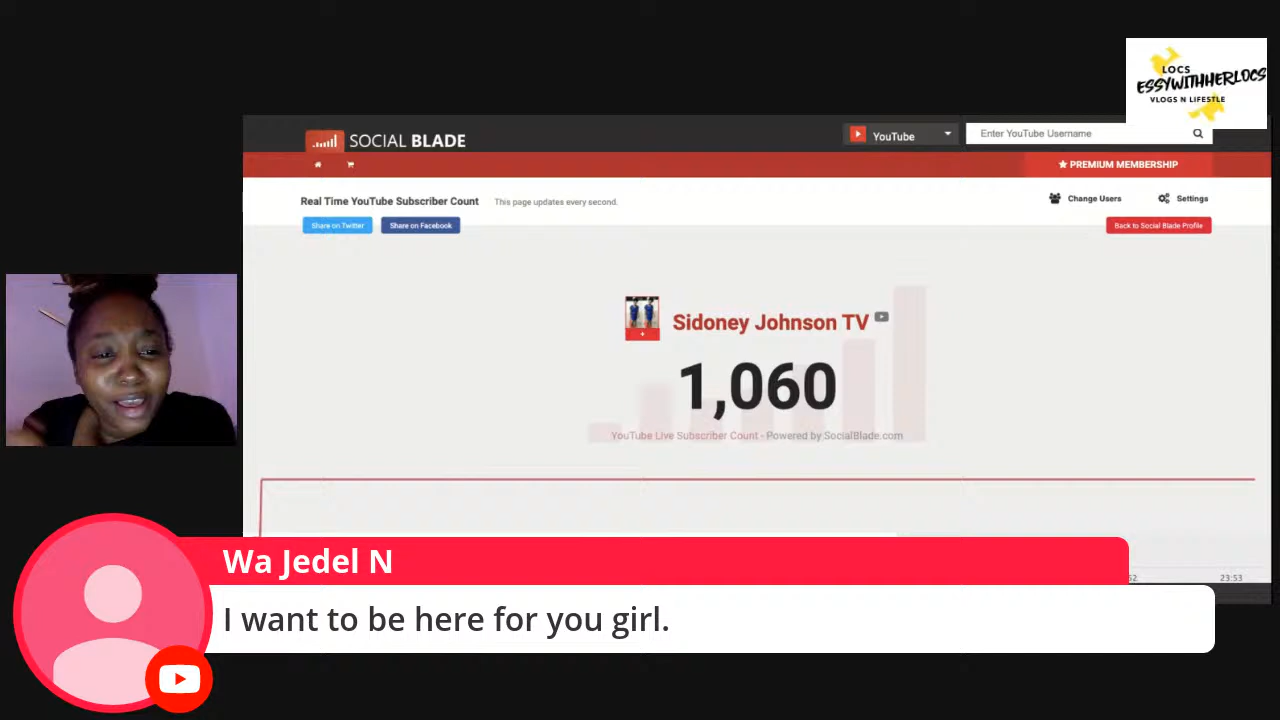 LOCS
ESSYWITHHERLOCS
VLOGS N LIFESTLE
SOCIAL BLADE
YouTube
Enter YouTube Username
PREMIUM MEMBERSHIP
Real Time YouTube Subscriber Count
This page updates every second.
Change Users
Settings
Share on Twitter
Share on Facebook
Back to Social Blade Profile
Sidoney Johnson TV
1,060
YouTube Live Subscriber Count - Powered by SocialBlade.com
23:53
Wa Jedel N
I want to be here for you girl.